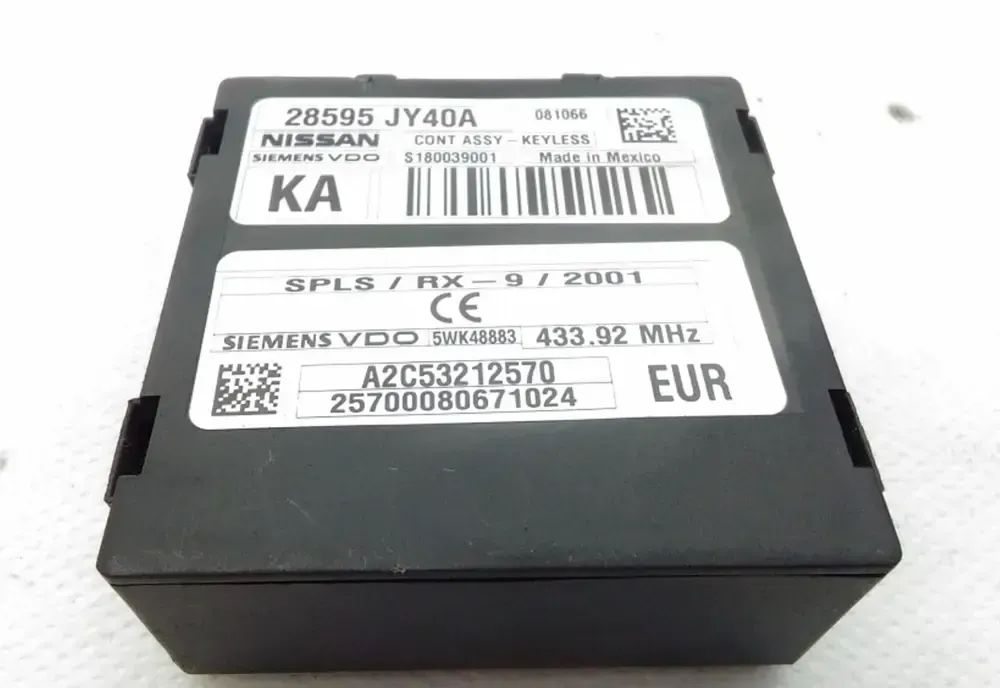 28595 JY40A 081066
NISSAN CONT ASSY - KEYLESS
SIEMENS VDO S180039001 Made in Mexico
KA
SPLS / RX - 9 / 2001
CE
SIEMENS VDO 5WK48883 433.92 MHz
A2C53212570
25700080671024 EUR